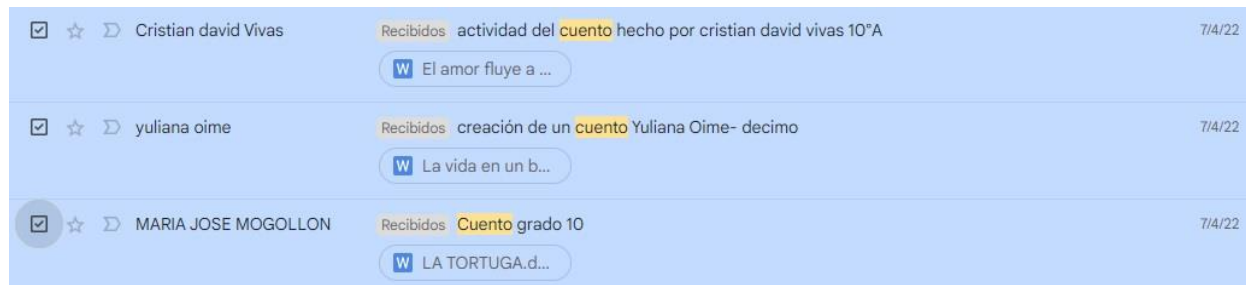 Cristian david Vivas Recibidos actividad del cuento hecho por cristian david vivas 10°A 7/4/22
W El amor fluye a ...
yuliana oime Recibidos creación de un cuento Yuliana Oime- decimo 7/4/22
W La vida en un b...
MARIA JOSE MOGOLLON Recibidos Cuento grado 10 7/4/22
W LA TORTUGA.d...